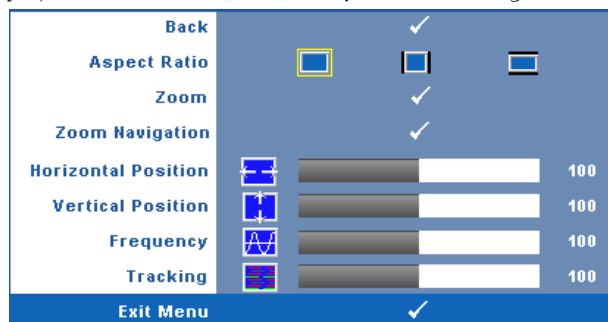 Back
Aspect Ratio
Zoom
Zoom Navigation
Horizontal Position 100
Vertical Position 100
Frequency 100
Tracking 100
Exit Menu